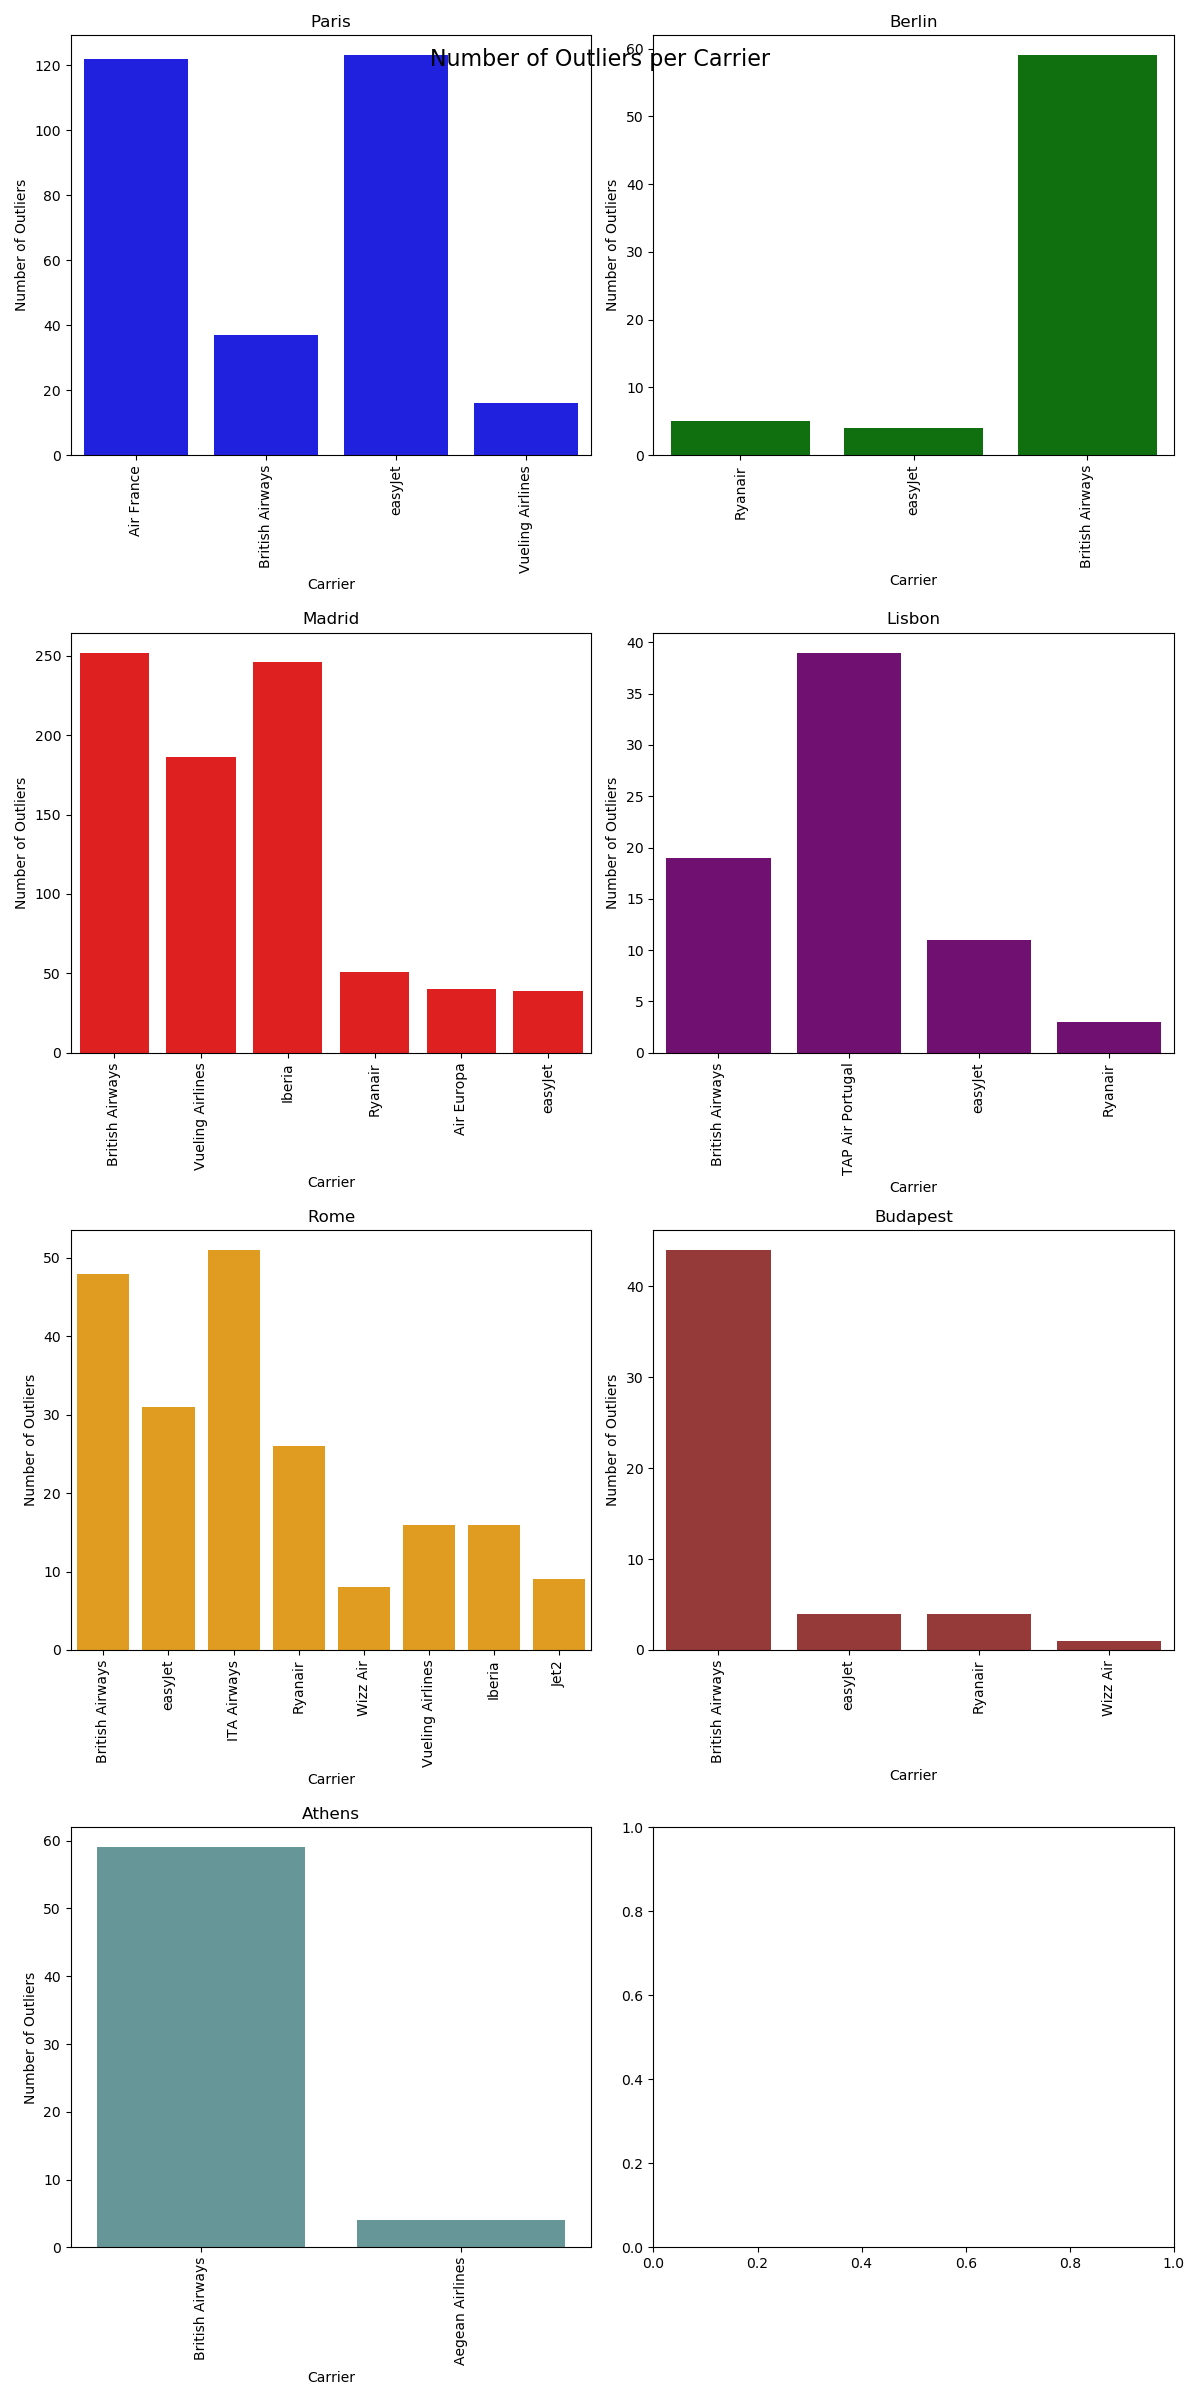 Number of Outliers per Carrier
Paris
Number of Outliers
120
100
80
60
40
20
0
Air France
British Airways
easyJet
Vueling Airlines
Carrier
Berlin
Number of Outliers
60
50
40
30
20
10
0
Ryanair
easyJet
British Airways
Carrier
Madrid
Number of Outliers
250
200
150
100
50
0
British Airways
Vueling Airlines
Iberia
Ryanair
Air Europa
easyJet
Carrier
Lisbon
Number of Outliers
40
35
30
25
20
15
10
5
0
British Airways
TAP Air Portugal
easyJet
Ryanair
Carrier
Rome
Number of Outliers
50
40
30
20
10
0
British Airways
easyJet
ITA Airways
Ryanair
Wizz Air
Vueling Airlines
Iberia
Jet2
Carrier
Budapest
Number of Outliers
40
30
20
10
0
British Airways
easyJet
Ryanair
Wizz Air
Carrier
Athens
Number of Outliers
60
50
40
30
20
10
0
British Airways
Aegean Airlines
Carrier
1.0
0.8
0.6
0.4
0.2
0.0
0.0 0.2 0.4 0.6 0.8 1.0